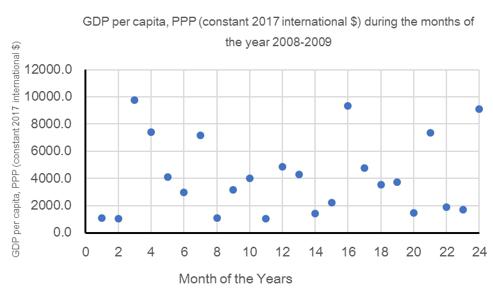 GDP per capita, PPP (constant 2017 international $) during the months of
the year 2008-2009
GDP per capita, PPP (constant 2017 international $)
12000.0
10000.0
8000.0
6000.0
4000.0
2000.0
0.0
0 2 4 6 8 10 12 14 16 18 20 22 24
Month of the Years